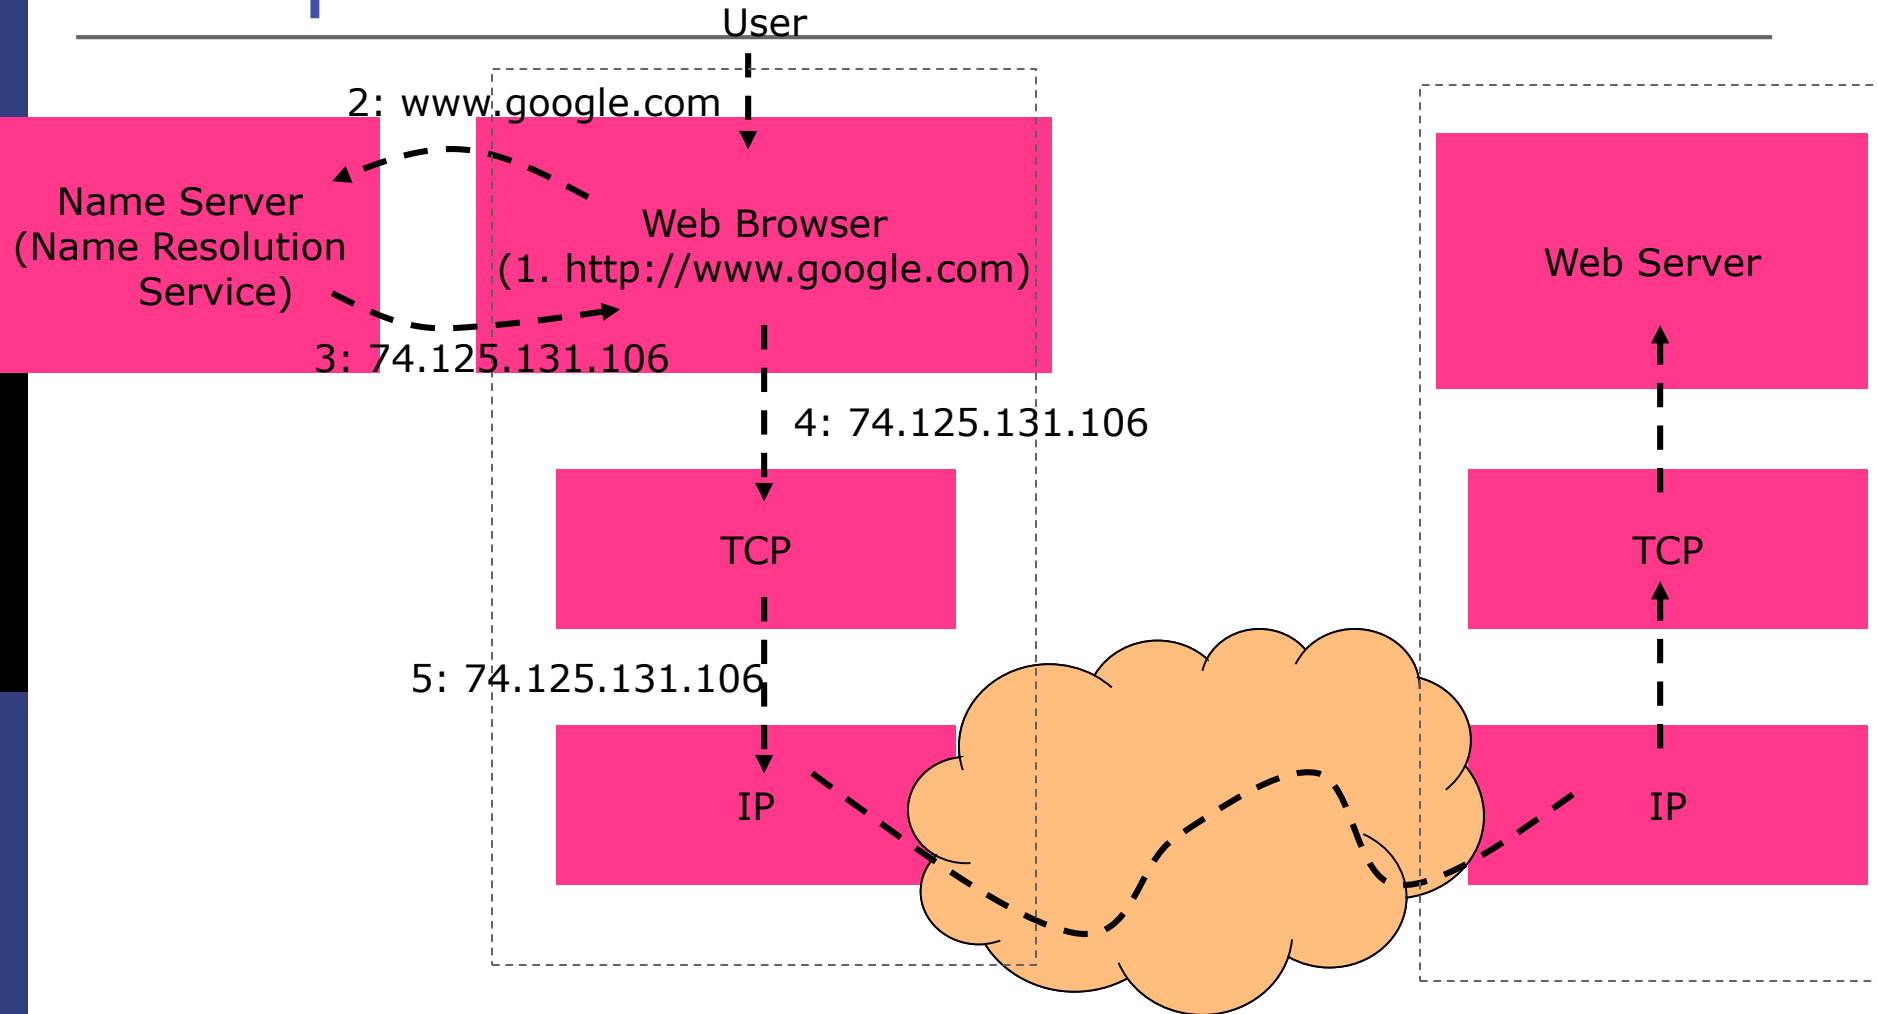 User
2: www.google.com
Name Server
(Name Resolution
Service)
Web Browser
(1. http://www.google.com)
Web Server
3: 74.125.131.106
4: 74.125.131.106
TCP
TCP
5: 74.125.131.106
IP
IP